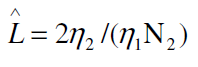 L̂ = 2η₂ /(η₁N₂)